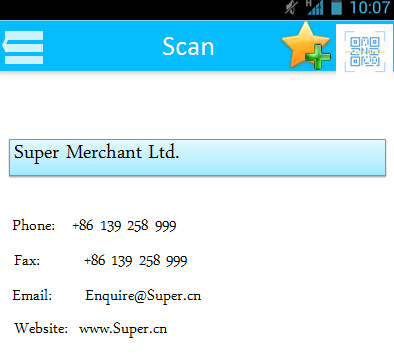 H 10:07
Scan
Super Merchant Ltd.
Phone: +86 139 258 999
Fax: +86 139 258 999
Email: Enquire@Super.cn
Website: www.Super.cn